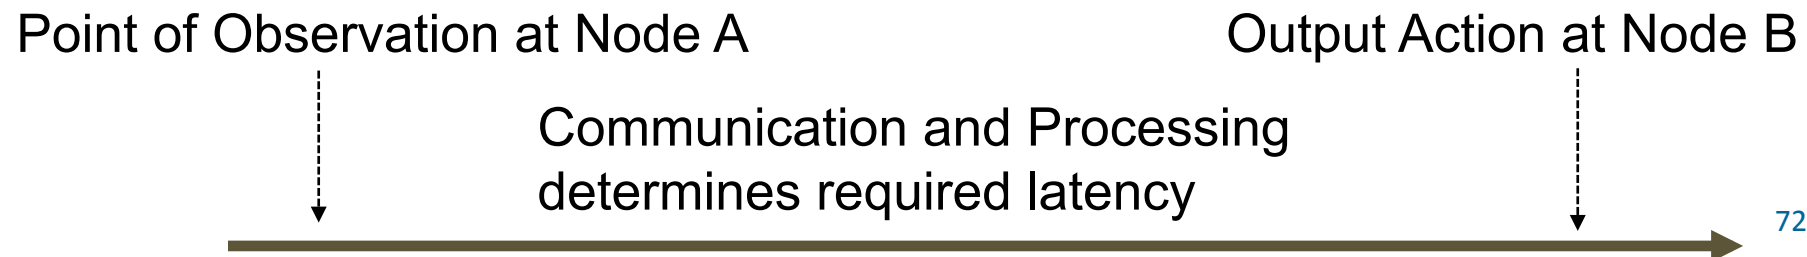 Point of Observation at Node A
Output Action at Node B
Communication and Processing
determines required latency
72